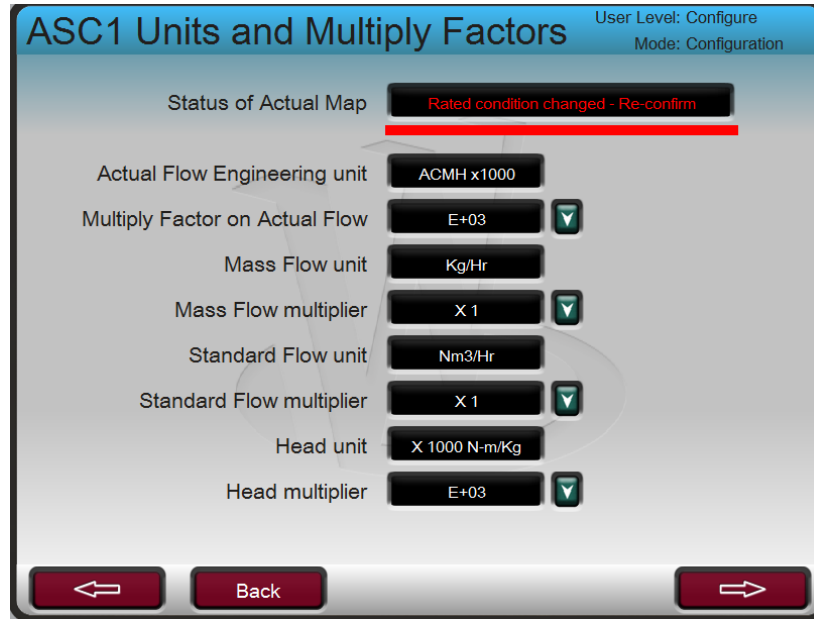 ASC1 Units and Multiply Factors
User Level: Configure
Mode: Configuration
Status of Actual Map
Rated condition changed - Re-confirm
Actual Flow Engineering unit
ACMH x1000
Multiply Factor on Actual Flow
E+03
Mass Flow unit
Kg/Hr
Mass Flow multiplier
X 1
Standard Flow unit
Nm3/Hr
Standard Flow multiplier
X 1
Head unit
X 1000 N-m/Kg
Head multiplier
E+03
Back